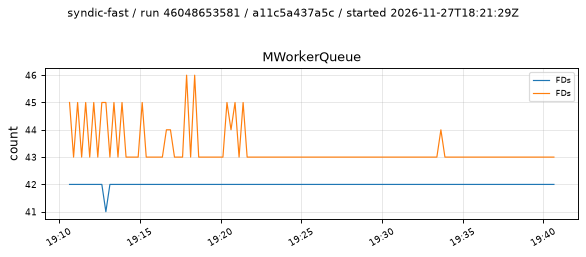 syndic-fast / run 46048653581 / a11c5a437a5c / started 2026-11-27T18:21:29Z
MWorkerQueue
FDs
FDs
count
46
45
44
43
42
41
19:10
19:15
19:20
19:25
19:30
19:35
19:40